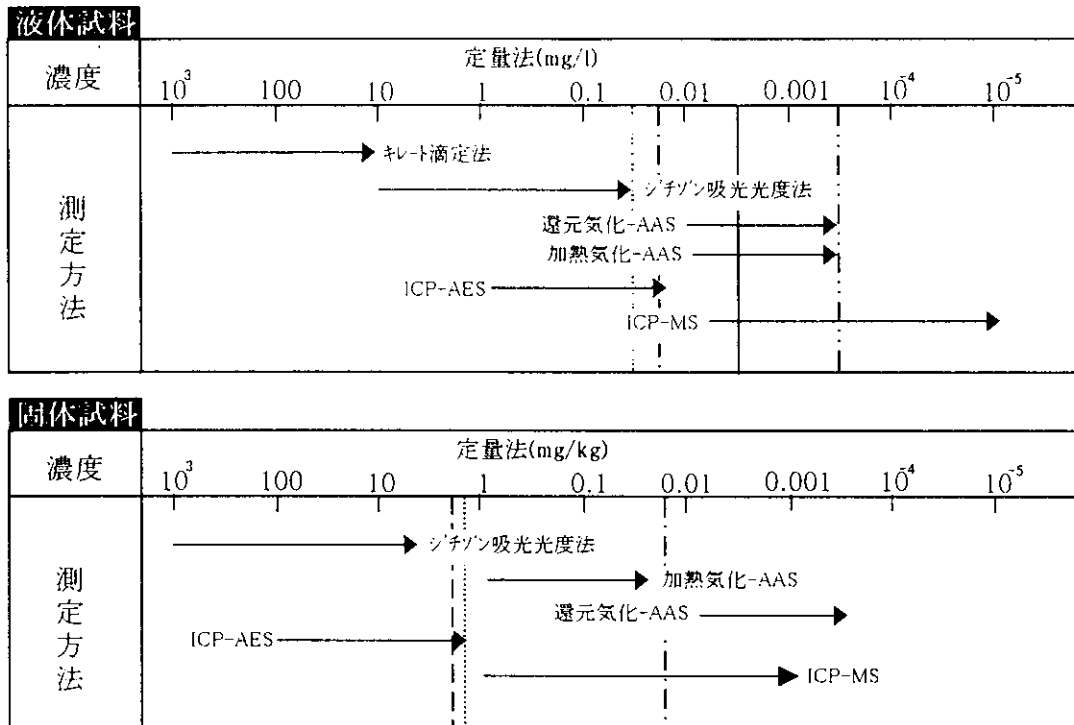 液体試料
濃度
定量法(mg/l)
10³ 100 10 1 0.1 0.01 0.001 10⁻⁴ 10⁻⁵
測定方法
キレート滴定法
ジチゾン吸光光度法
還元気化-AAS
加熱気化-AAS
ICP-AES
ICP-MS
固体試料
濃度
定量法(mg/kg)
10³ 100 10 1 0.1 0.01 0.001 10⁻⁴ 10⁻⁵
測定方法
ジチゾン吸光光度法
加熱気化-AAS
還元気化-AAS
ICP-AES
ICP-MS